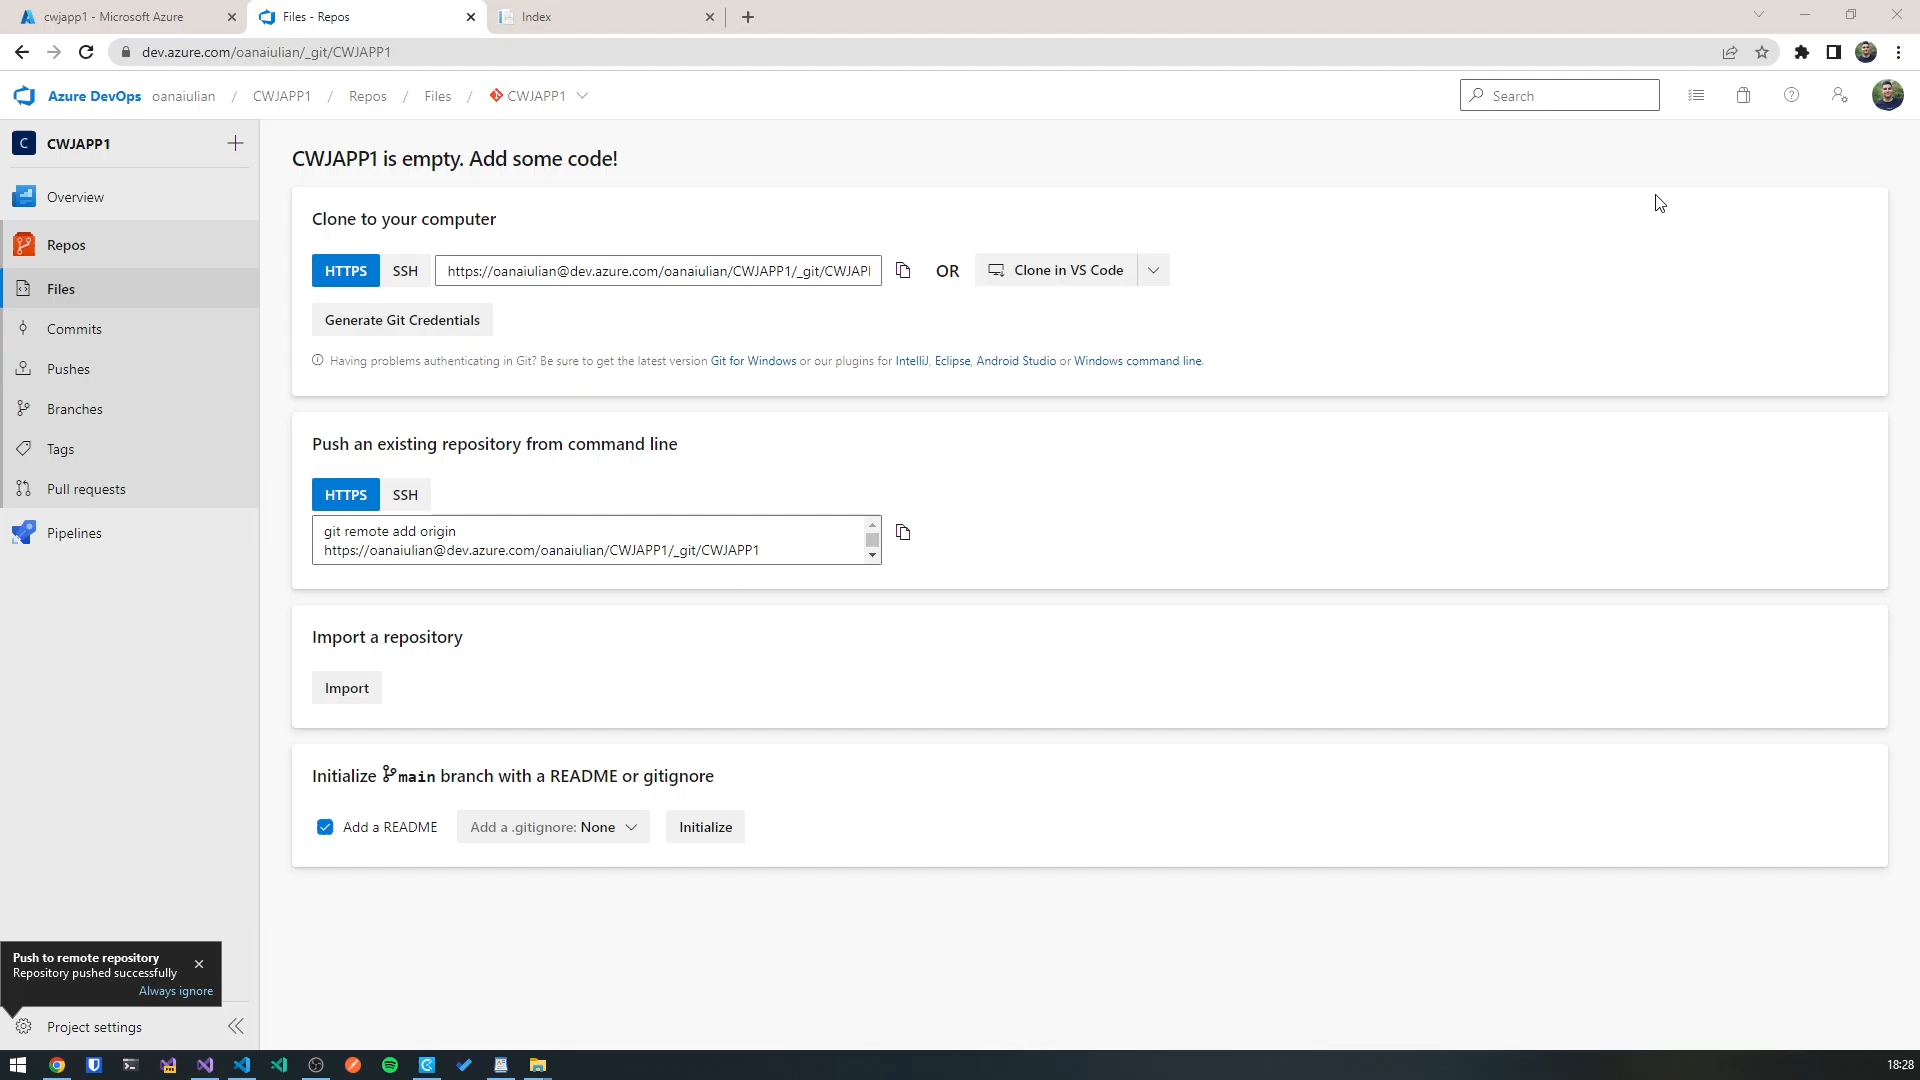 cwjapp1 - Microsoft Azure
Files - Repos
Index
dev.azure.com/oanaiulian/_git/CWJAPP1
Azure DevOps oanaiulian / CWJAPP1 / Repos / Files / CWJAPP1
Search
C CWJAPP1
Overview
Repos
Files
Commits
Pushes
Branches
Tags
Pull requests
Pipelines
CWJAPP1 is empty. Add some code!
Clone to your computer
HTTPS SSH https://oanaiulian@dev.azure.com/oanaiulian/CWJAPP1/_git/CWJAPI OR Clone in VS Code
Generate Git Credentials
Having problems authenticating in Git? Be sure to get the latest version Git for Windows or our plugins for IntelliJ, Eclipse, Android Studio or Windows command line.
Push an existing repository from command line
HTTPS SSH
git remote add origin
https://oanaiulian@dev.azure.com/oanaiulian/CWJAPP1/_git/CWJAPP1
Import a repository
Import
Initialize main branch with a README or gitignore
Add a README Add a .gitignore: None Initialize
Push to remote repository
Repository pushed successfully
Always ignore
Project settings
18:28